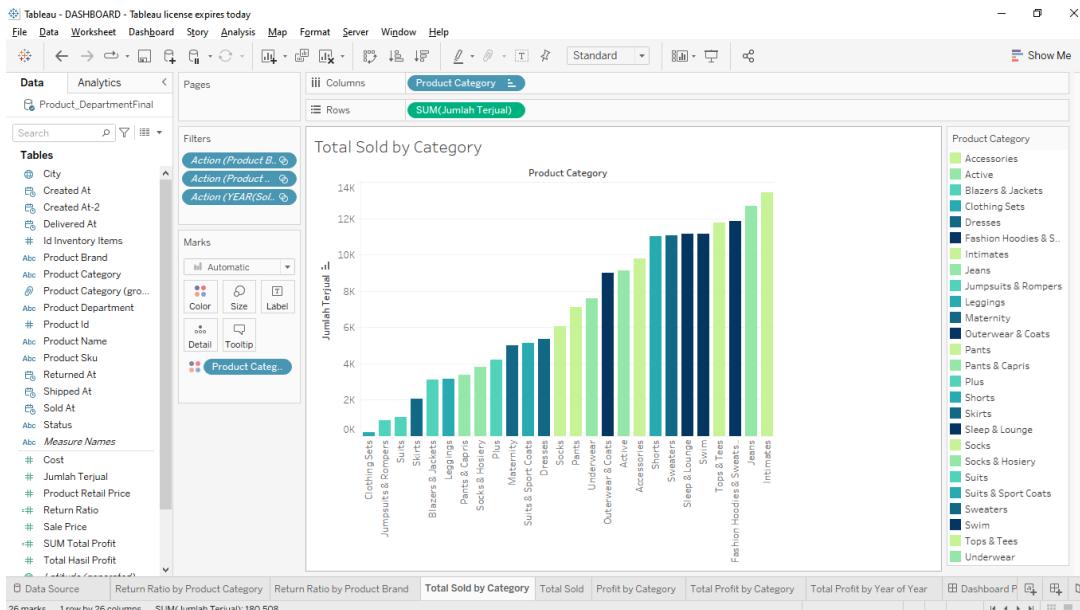 Tableau - DASHBOARD - Tableau license expires today
File Data Worksheet Dashboard Story Analysis Map Format Server Window Help
Standard
Show Me
Data Analytics
Product_DepartmentFinal
Search
Tables
City
Created At
Created At-2
Delivered At
Id Inventory Items
Abc Product Brand
Abc Product Category
Product Category (gro...
Abc Product Department
Product Id
Abc Product Name
Abc Product Sku
Returned At
Shipped At
Sold At
Abc Status
Abc Measure Names
Cost
Jumlah Terjual
Product Retail Price
Return Ratio
Sale Price
SUM Total Profit
Total Hasil Profit
Latitude (generated)
Pages
Filters
Action (Product B..
Action (Product ..
Action (YEAR(Sol..
Marks
Automatic
Color Size Label
Detail Tooltip
Product Categ..
Columns Product Category
Rows SUM(Jumlah Terjual)
Total Sold by Category
Product Category
Jumlah Terjual
14K
12K
10K
8K
6K
4K
2K
0K
Clothing Sets
Jumpsuits & Rompers
Suits
Skirts
Blazers & Jackets
Leggings
Pants & Capris
Socks & Hosiery
Plus
Maternity
Suits & Sport Coats
Dresses
Socks
Pants
Underwear
Outerwear & Coats
Active
Accessories
Shorts
Sweaters
Sleep & Lounge
Swim
Tops & Tees
Fashion Hoodies & Sweats..
Jeans
Intimates
Product Category
Accessories
Active
Blazers & Jackets
Clothing Sets
Dresses
Fashion Hoodies & S..
Intimates
Jeans
Jumpsuits & Rompers
Leggings
Maternity
Outerwear & Coats
Pants
Pants & Capris
Plus
Shorts
Skirts
Sleep & Lounge
Socks
Socks & Hosiery
Suits
Suits & Sport Coats
Sweaters
Swim
Tops & Tees
Underwear
Data Source Return Ratio by Product Category Return Ratio by Product Brand Total Sold by Category Total Sold Profit by Category Total Profit by Category Total Profit by Year of Year Dashboard P
26 marks 1 row by 26 columns SUM(Jumlah Terjual): 180,508